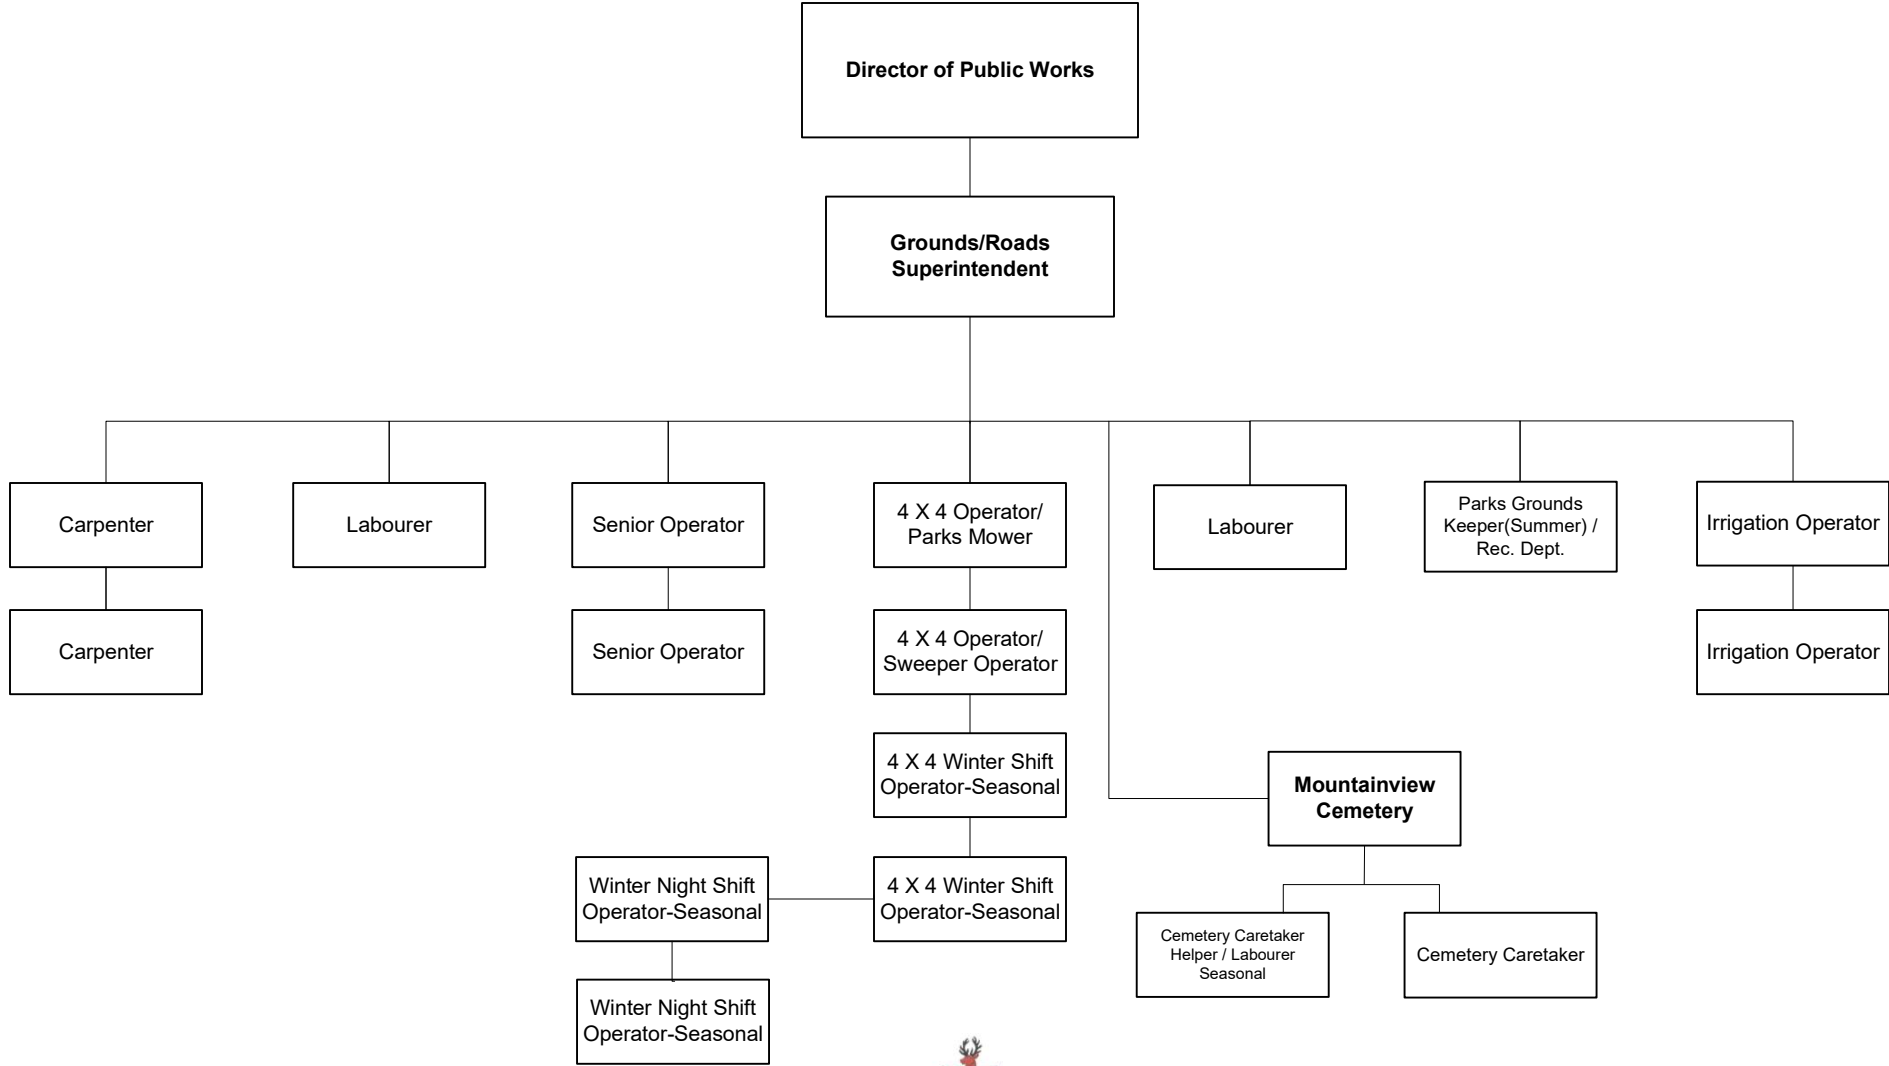 Director of Public Works
Grounds/Roads
Superintendent
Carpenter
Labourer
Senior Operator
4 X 4 Operator/
Parks Mower
Labourer
Parks Grounds
Keeper(Summer) /
Rec. Dept.
Irrigation Operator
Carpenter
Senior Operator
4 X 4 Operator/
Sweeper Operator
Irrigation Operator
4 X 4 Winter Shift
Operator-Seasonal
Mountainview
Cemetery
Winter Night Shift
Operator-Seasonal
4 X 4 Winter Shift
Operator-Seasonal
Cemetery Caretaker
Helper / Labourer
Seasonal
Cemetery Caretaker
Winter Night Shift
Operator-Seasonal